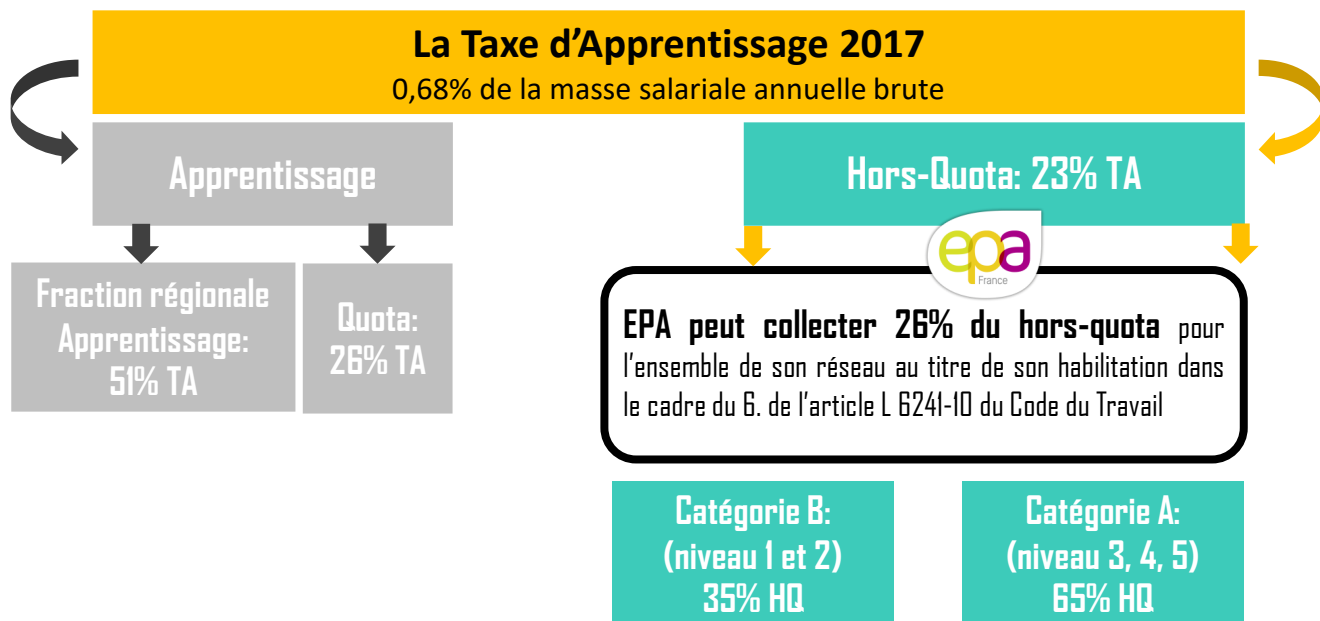 La Taxe d'Apprentissage 2017
0,68% de la masse salariale annuelle brute
Apprentissage
Hors-Quota: 23% TA
Fraction régionale
Apprentissage:
51% TA
Quota:
26% TA
epa
France
EPA peut collecter 26% du hors-quota pour
l'ensemble de son réseau au titre de son habilitation dans
le cadre du 6. de l'article L 6241-10 du Code du Travail
Catégorie B:
(niveau 1 et 2)
35% HQ
Catégorie A:
(niveau 3, 4, 5)
65% HQ